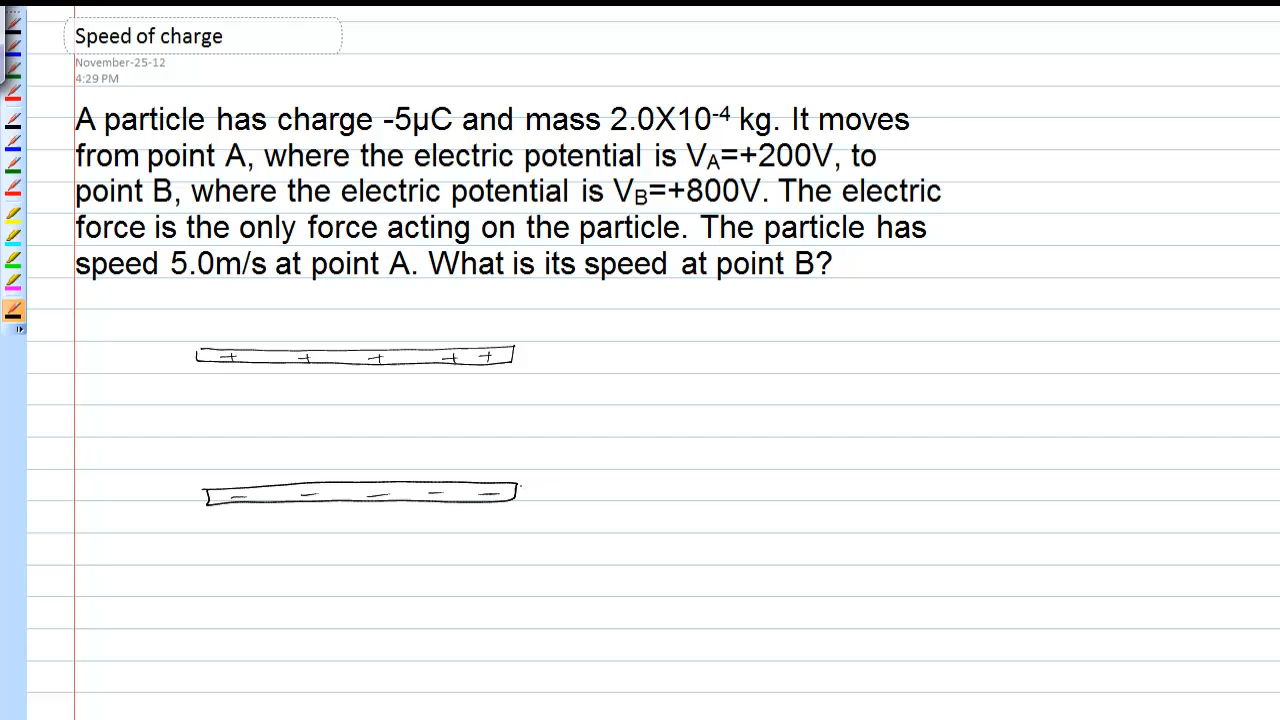 Speed of charge
November-25-12
4:29 PM
A particle has charge -5µC and mass 2.0X10⁻⁴ kg. It moves
from point A, where the electric potential is VA=+200V, to
point B, where the electric potential is VB=+800V. The electric
force is the only force acting on the particle. The particle has
speed 5.0m/s at point A. What is its speed at point B?
+ + + + +
– – – – –